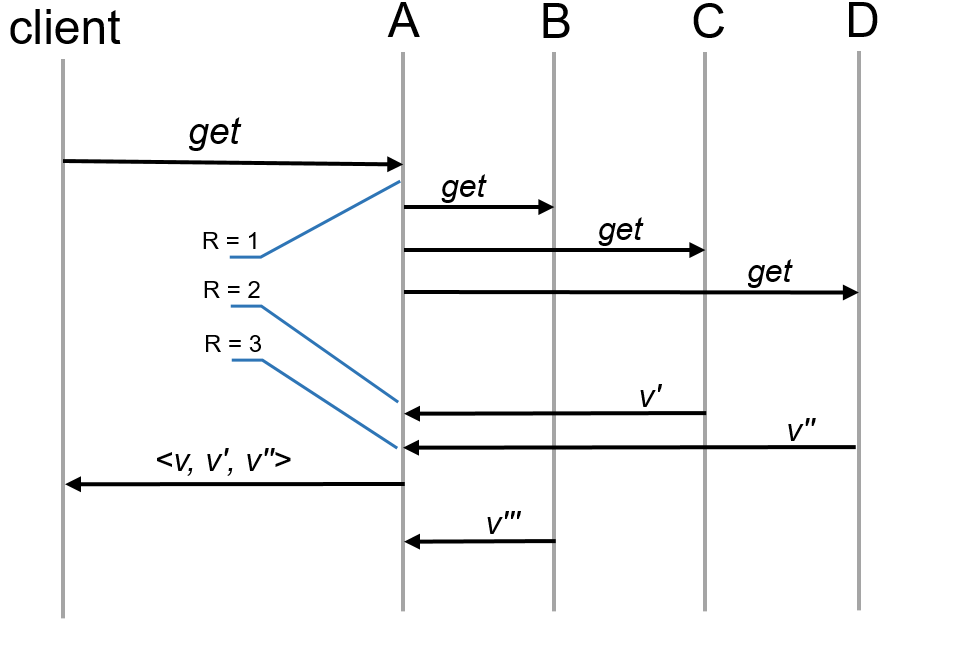 client A B C D
get
get
get
R = 1
get
R = 2
R = 3
v'
v''
<v, v', v''>
v'''